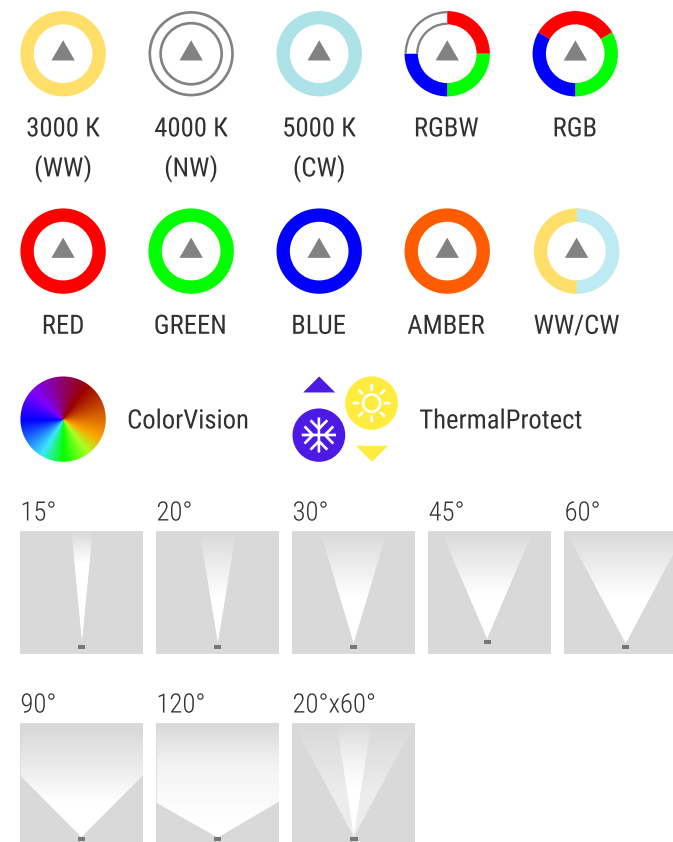 3000 K
4000 K
5000 K
RGBW
RGB
(WW)
(NW)
(CW)
RED
GREEN
BLUE
AMBER
WW/CW
ColorVision
ThermalProtect
15°
20°
30°
45°
60°
90°
120°
20°x60°